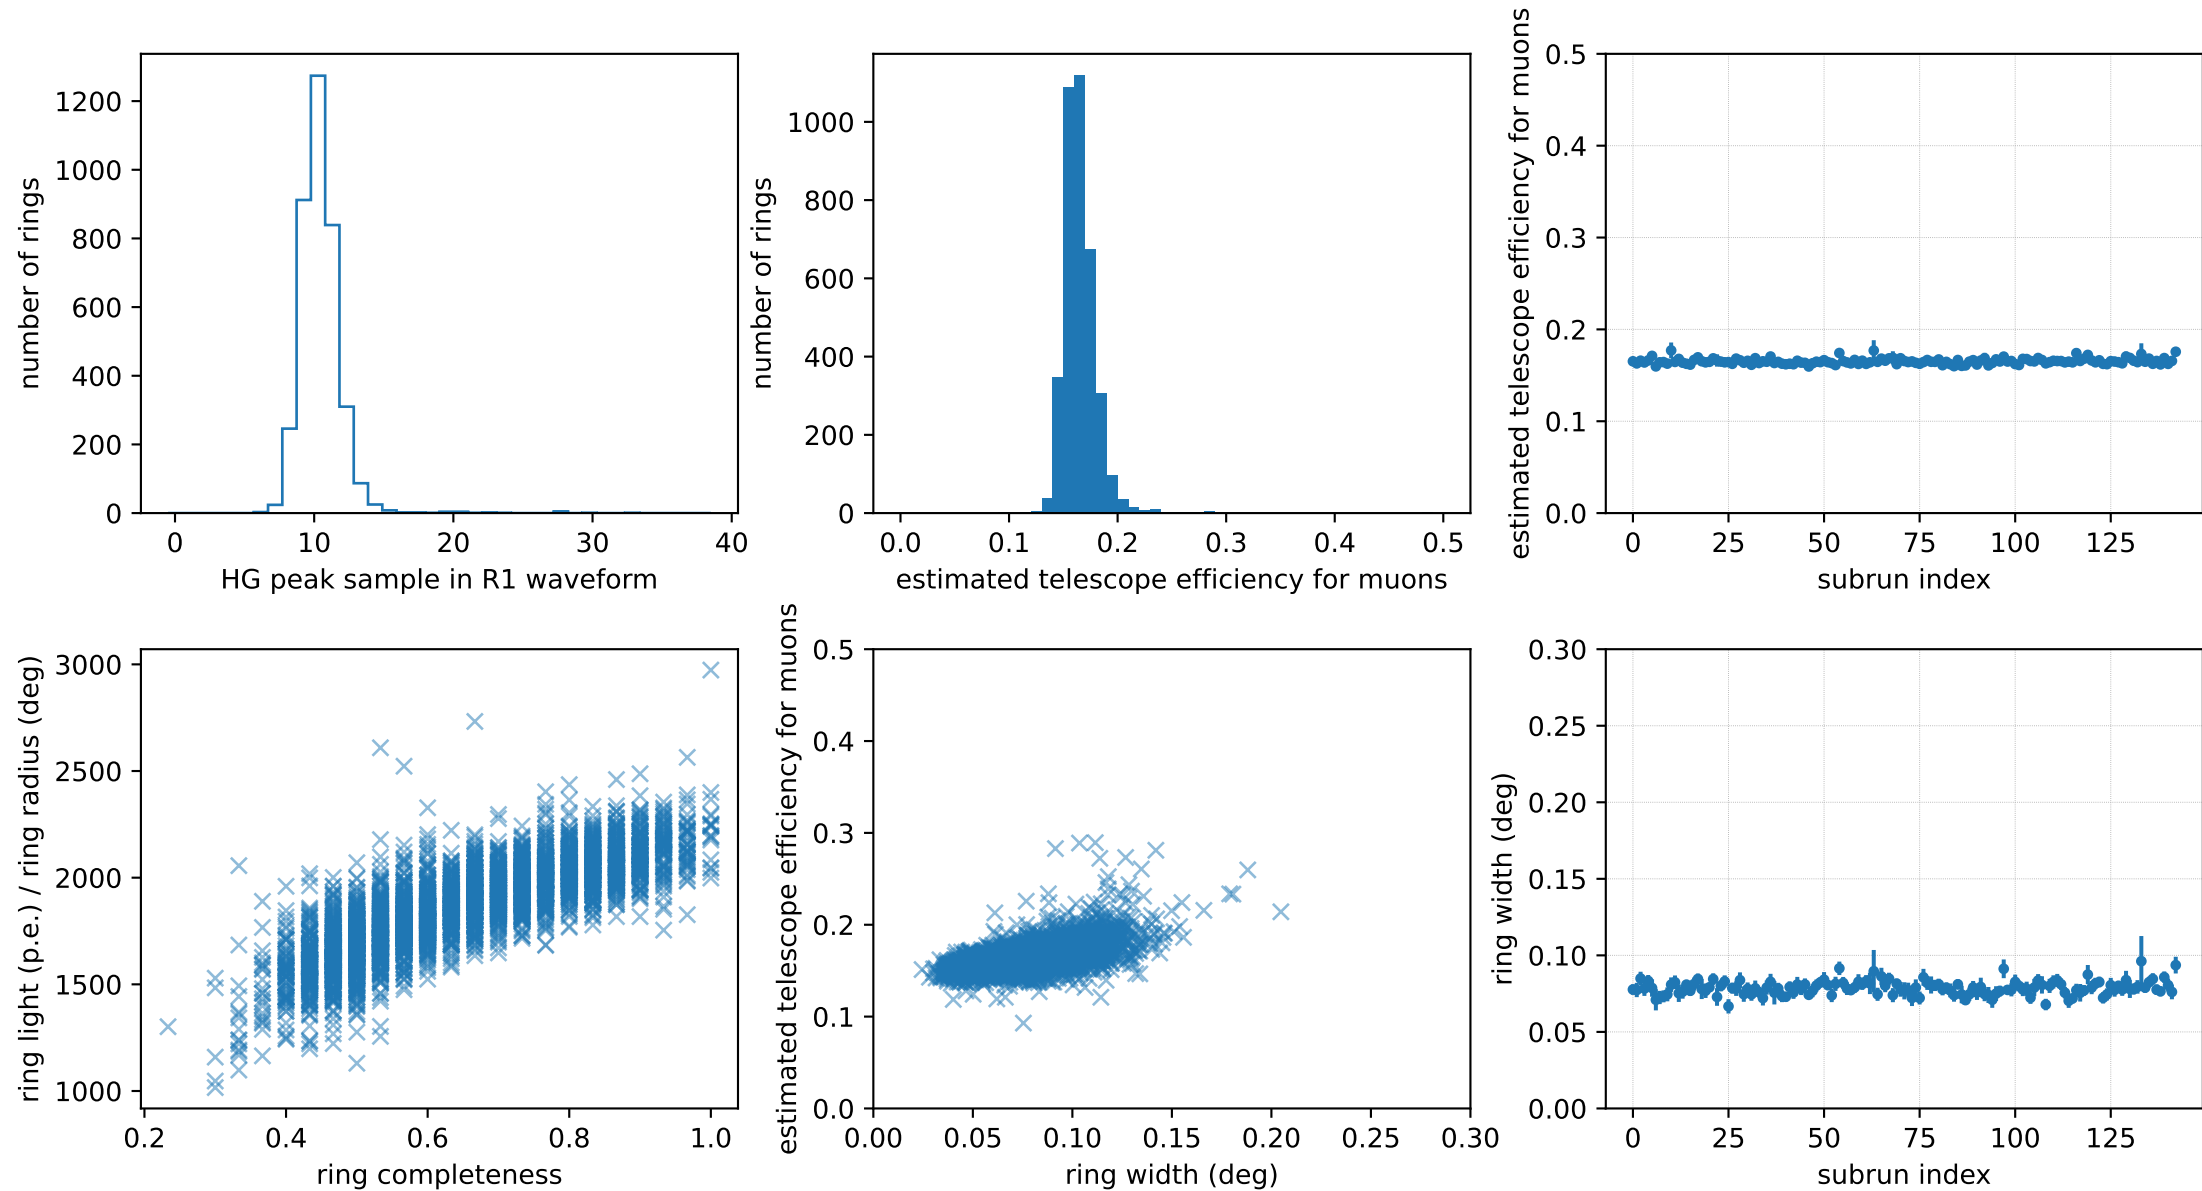 number of rings
1200
1000
800
600
400
200
0
0 10 20 30 40
HG peak sample in R1 waveform
number of rings
1000
800
600
400
200
0
0.0 0.1 0.2 0.3 0.4 0.5
estimated telescope efficiency for muons
estimated telescope efficiency for muons
0.5
0.4
0.3
0.2
0.1
0.0
0 25 50 75 100 125
subrun index
ring light (p.e.) / ring radius (deg)
3000
2500
2000
1500
1000
0.2 0.4 0.6 0.8 1.0
ring completeness
estimated telescope efficiency for muons
0.5
0.4
0.3
0.2
0.1
0.0
0.00 0.05 0.10 0.15 0.20 0.25 0.30
ring width (deg)
ring width (deg)
0.30
0.25
0.20
0.15
0.10
0.05
0.00
0 25 50 75 100 125
subrun index